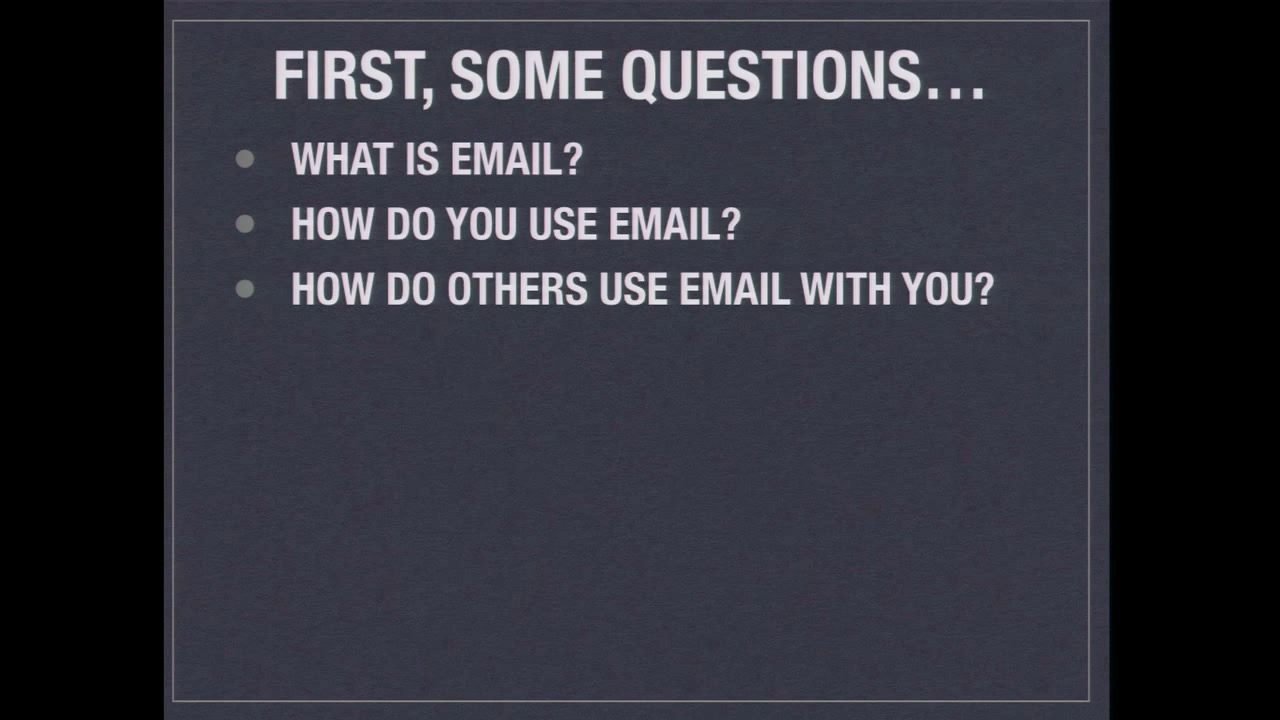 FIRST, SOME QUESTIONS…
WHAT IS EMAIL?
HOW DO YOU USE EMAIL?
HOW DO OTHERS USE EMAIL WITH YOU?